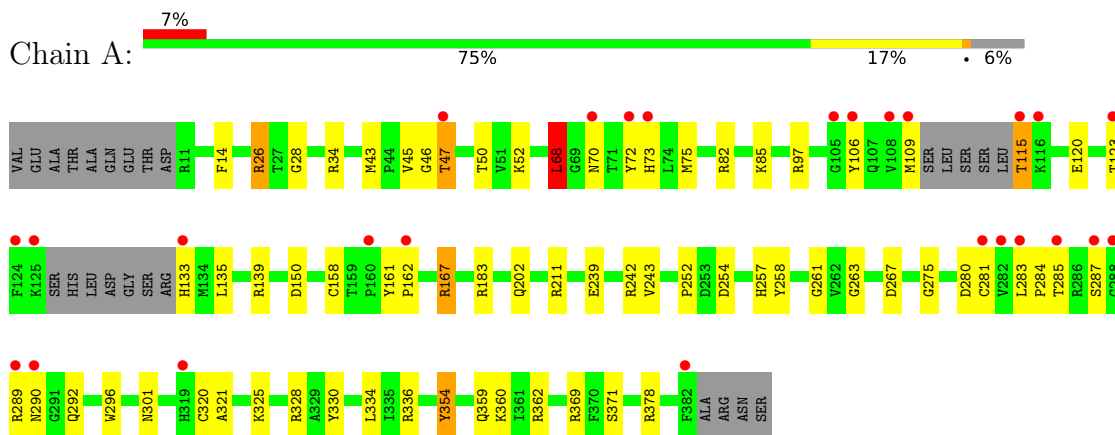 7%
Chain A:
75% 17% • 6%
VAL GLU ALA THR ALA GLN GLU THR ASP R11 F14 R26 T27 G28 R34 M43 P44 V45 G46 T47 T50 V51 K52 L68 G69 N70 T71 Y72 H73 L74 M75 R82 K85 R97 G105 Y106 Q107 V108 M109 SER LEU SER SER LEU T115 K116 E120 T123
F124 K125 SER HIS LEU ASP GLY SER ARG H133 M134 L135 R139 D150 C158 T159 P160 Y161 P162 R167 R183 Q202 R211 E239 R242 V243 P252 D253 D254 H257 Y258 G261 V262 G263 D267 G275 D280 C281 V282 L283 P284 T285 R286 S287 G288
R289 N290 G291 Q292 W296 N301 H319 C320 A321 K325 R328 A329 Y330 L334 I335 R336 Y354 Q359 K360 I361 R362 R369 F370 S371 R378 F382 ALA ARG ASN SER